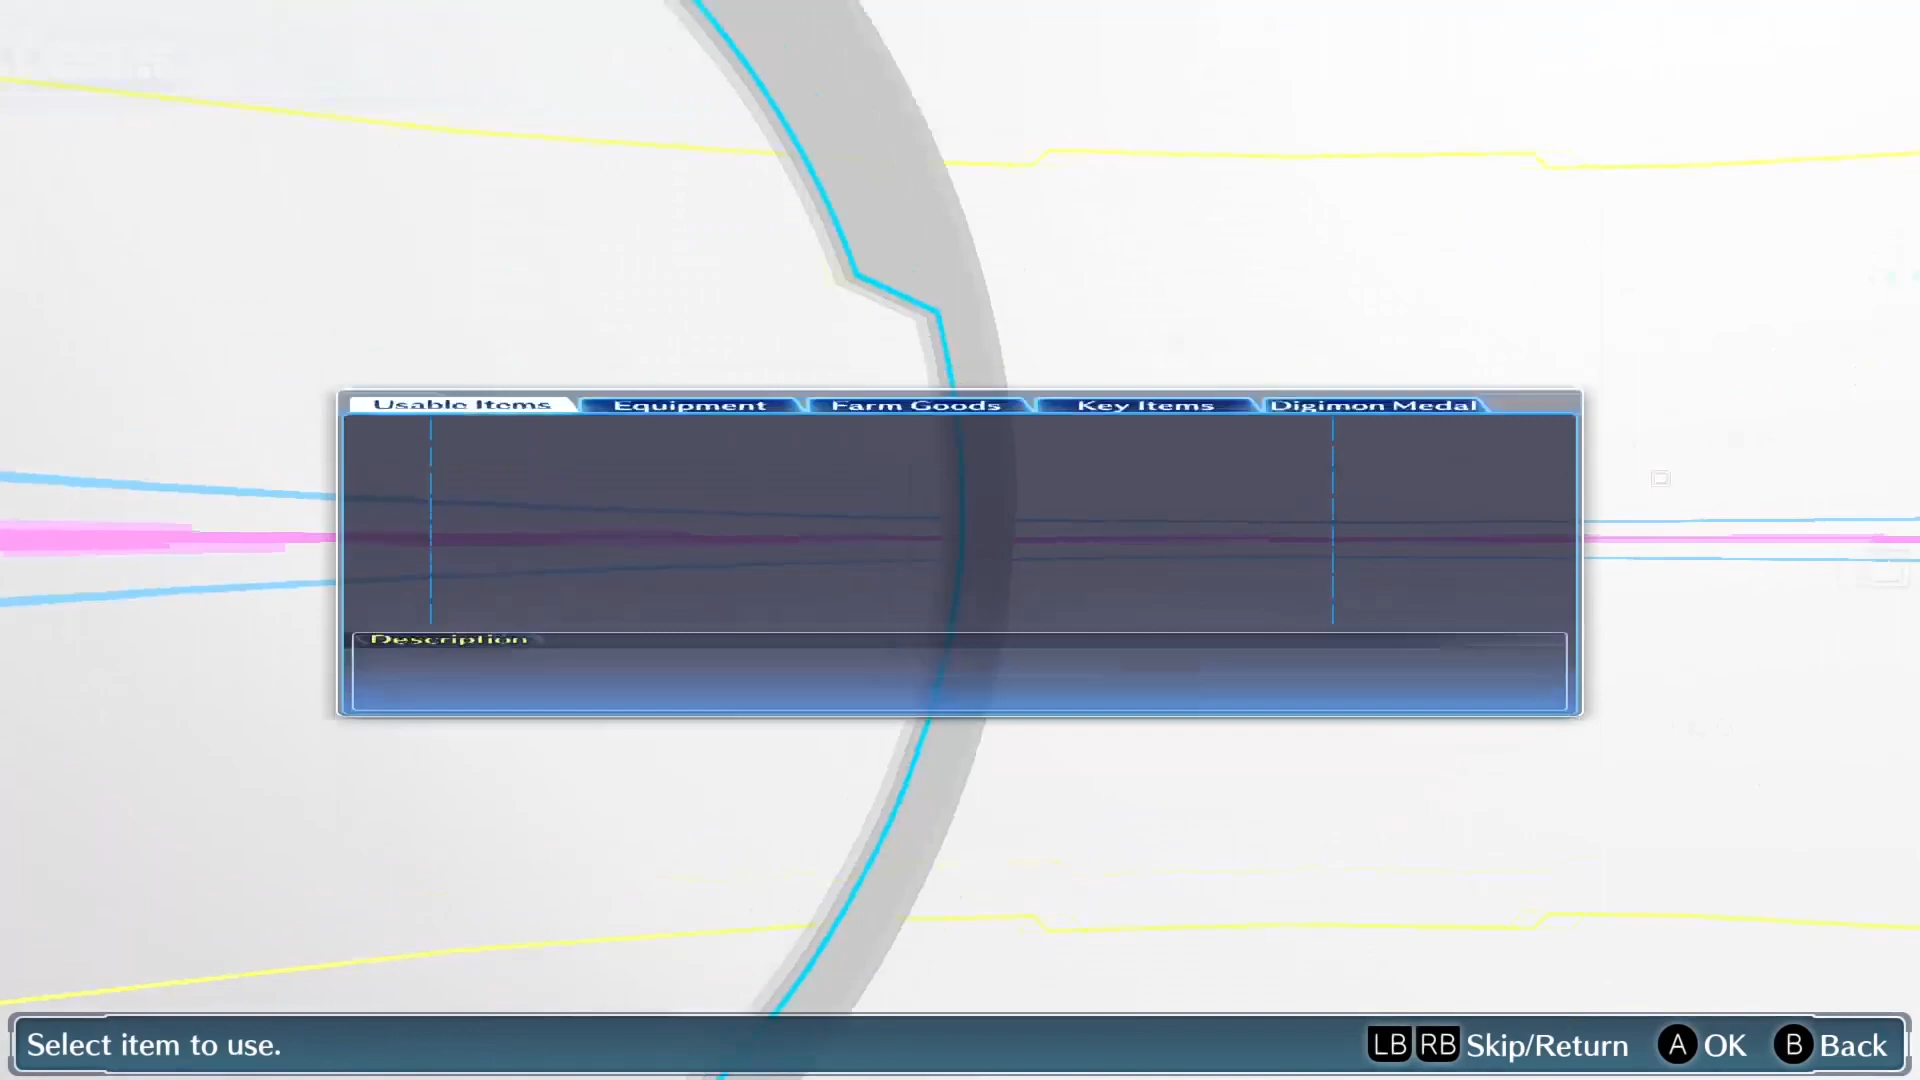 Usable Items Equipment Farm Goods Key Items Digimon Medal
Description
Select item to use. LB RB Skip/Return A OK B Back